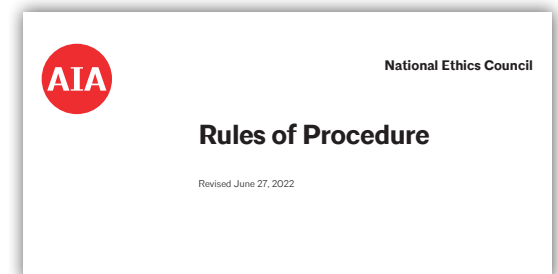 AIA
National Ethics Council
Rules of Procedure
Revised June 27, 2022